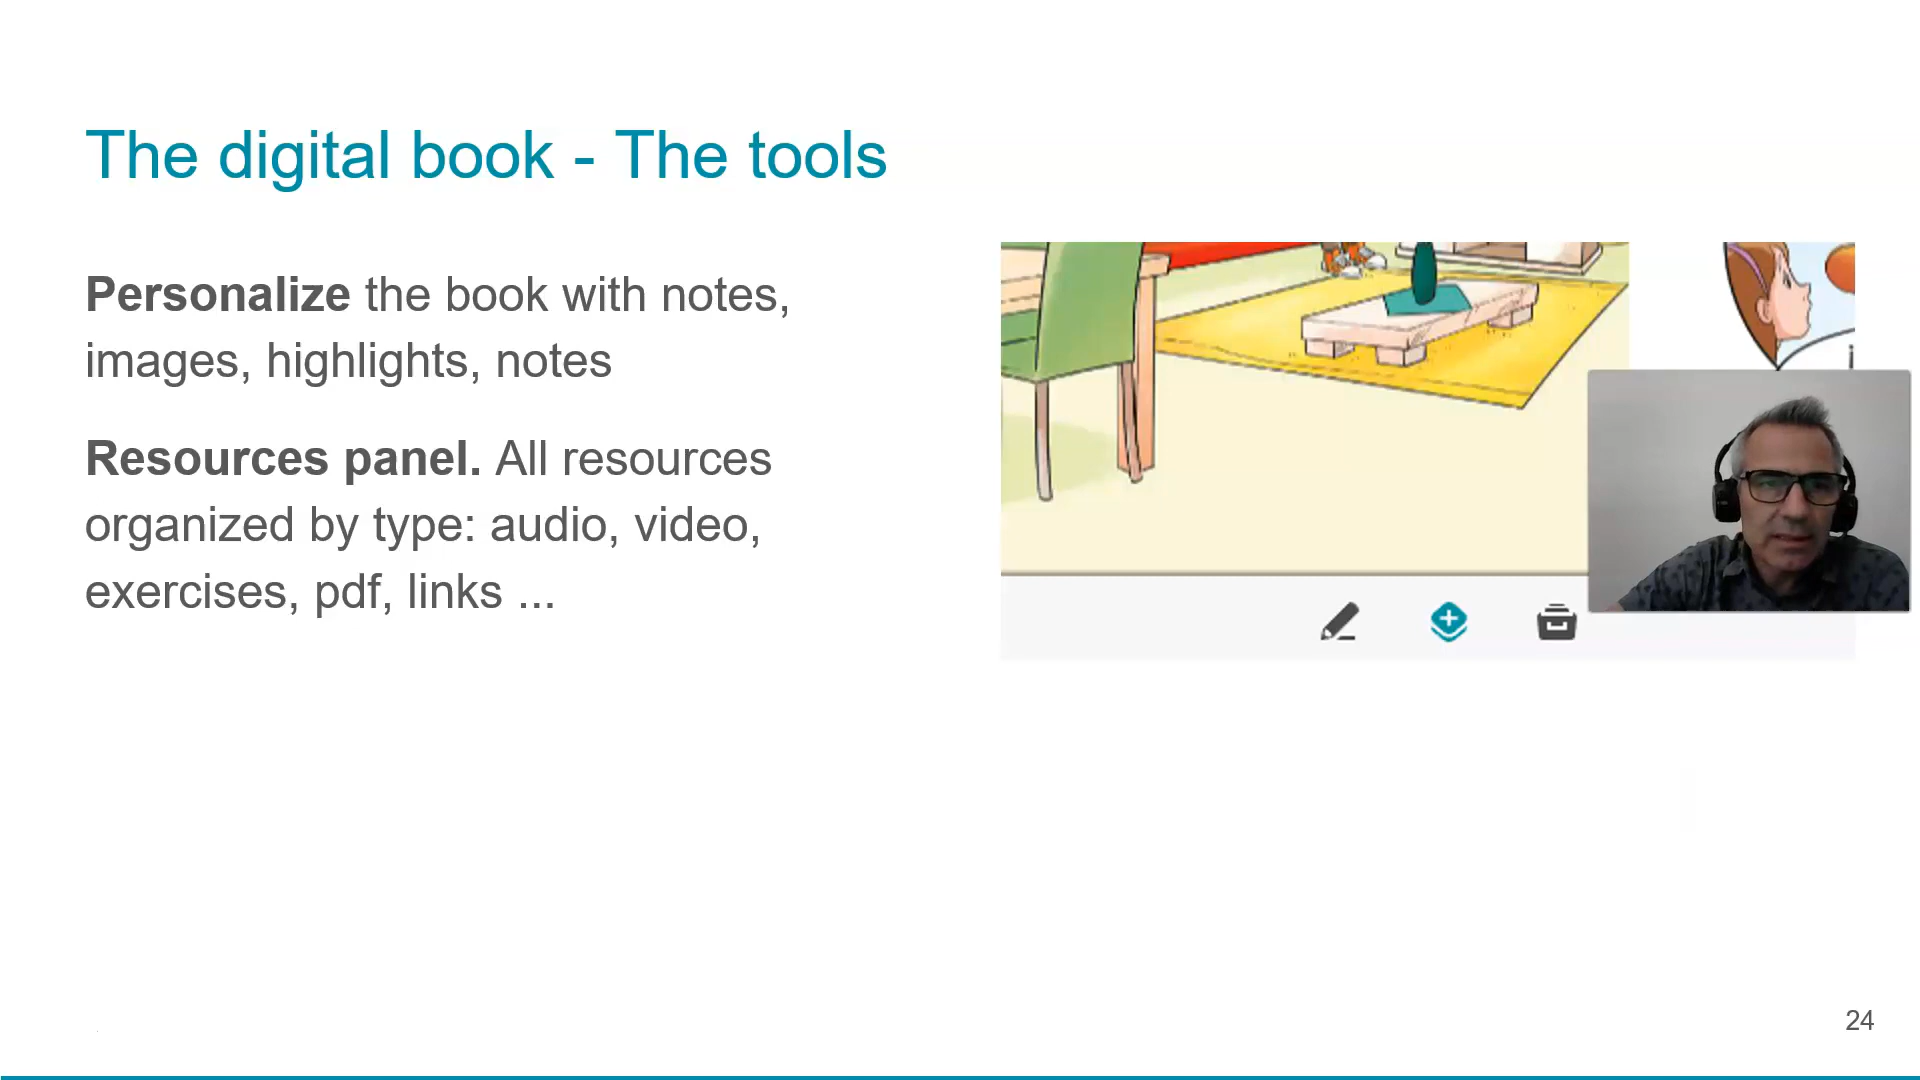 The digital book - The tools
Personalize the book with notes,
images, highlights, notes
Resources panel. All resources
organized by type: audio, video,
exercises, pdf, links ...
24